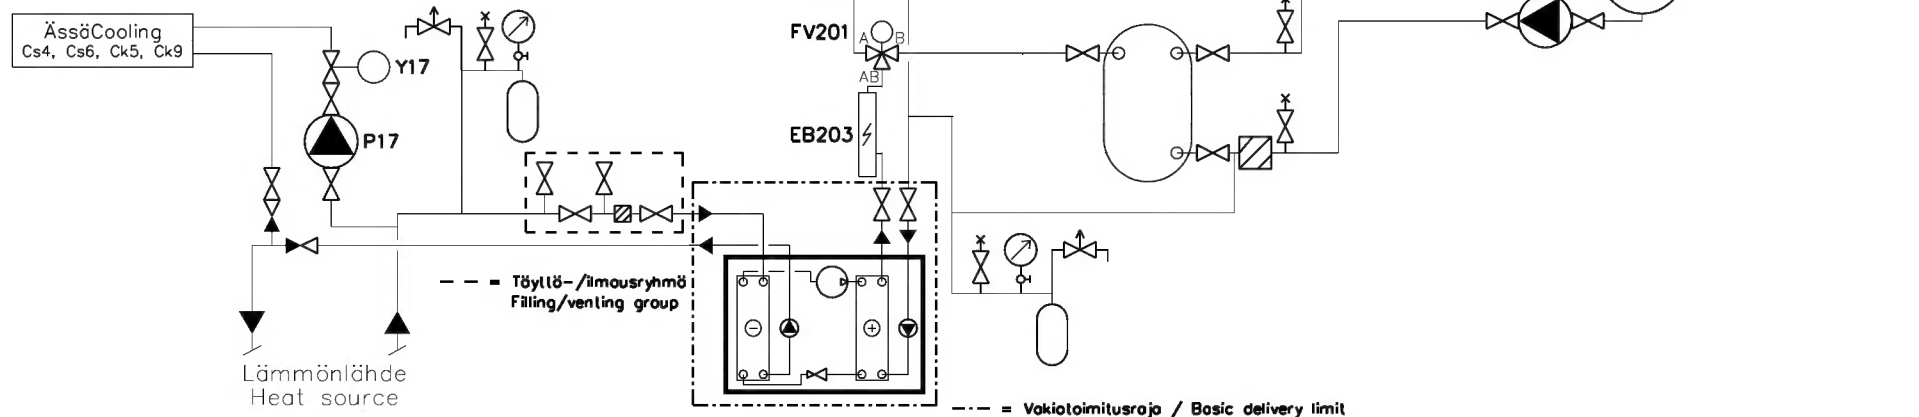 ÄssäCooling
Cs4, Cs6, Ck5, Ck9
Y17
P17
FV201
A
B
AB
EB203
− − = Täyttö-/ilmausryhmä
Filling/venting group
−
+
Lämmönlähde
Heat source
−·− = Vakiotoimitusraja / Basic delivery limit